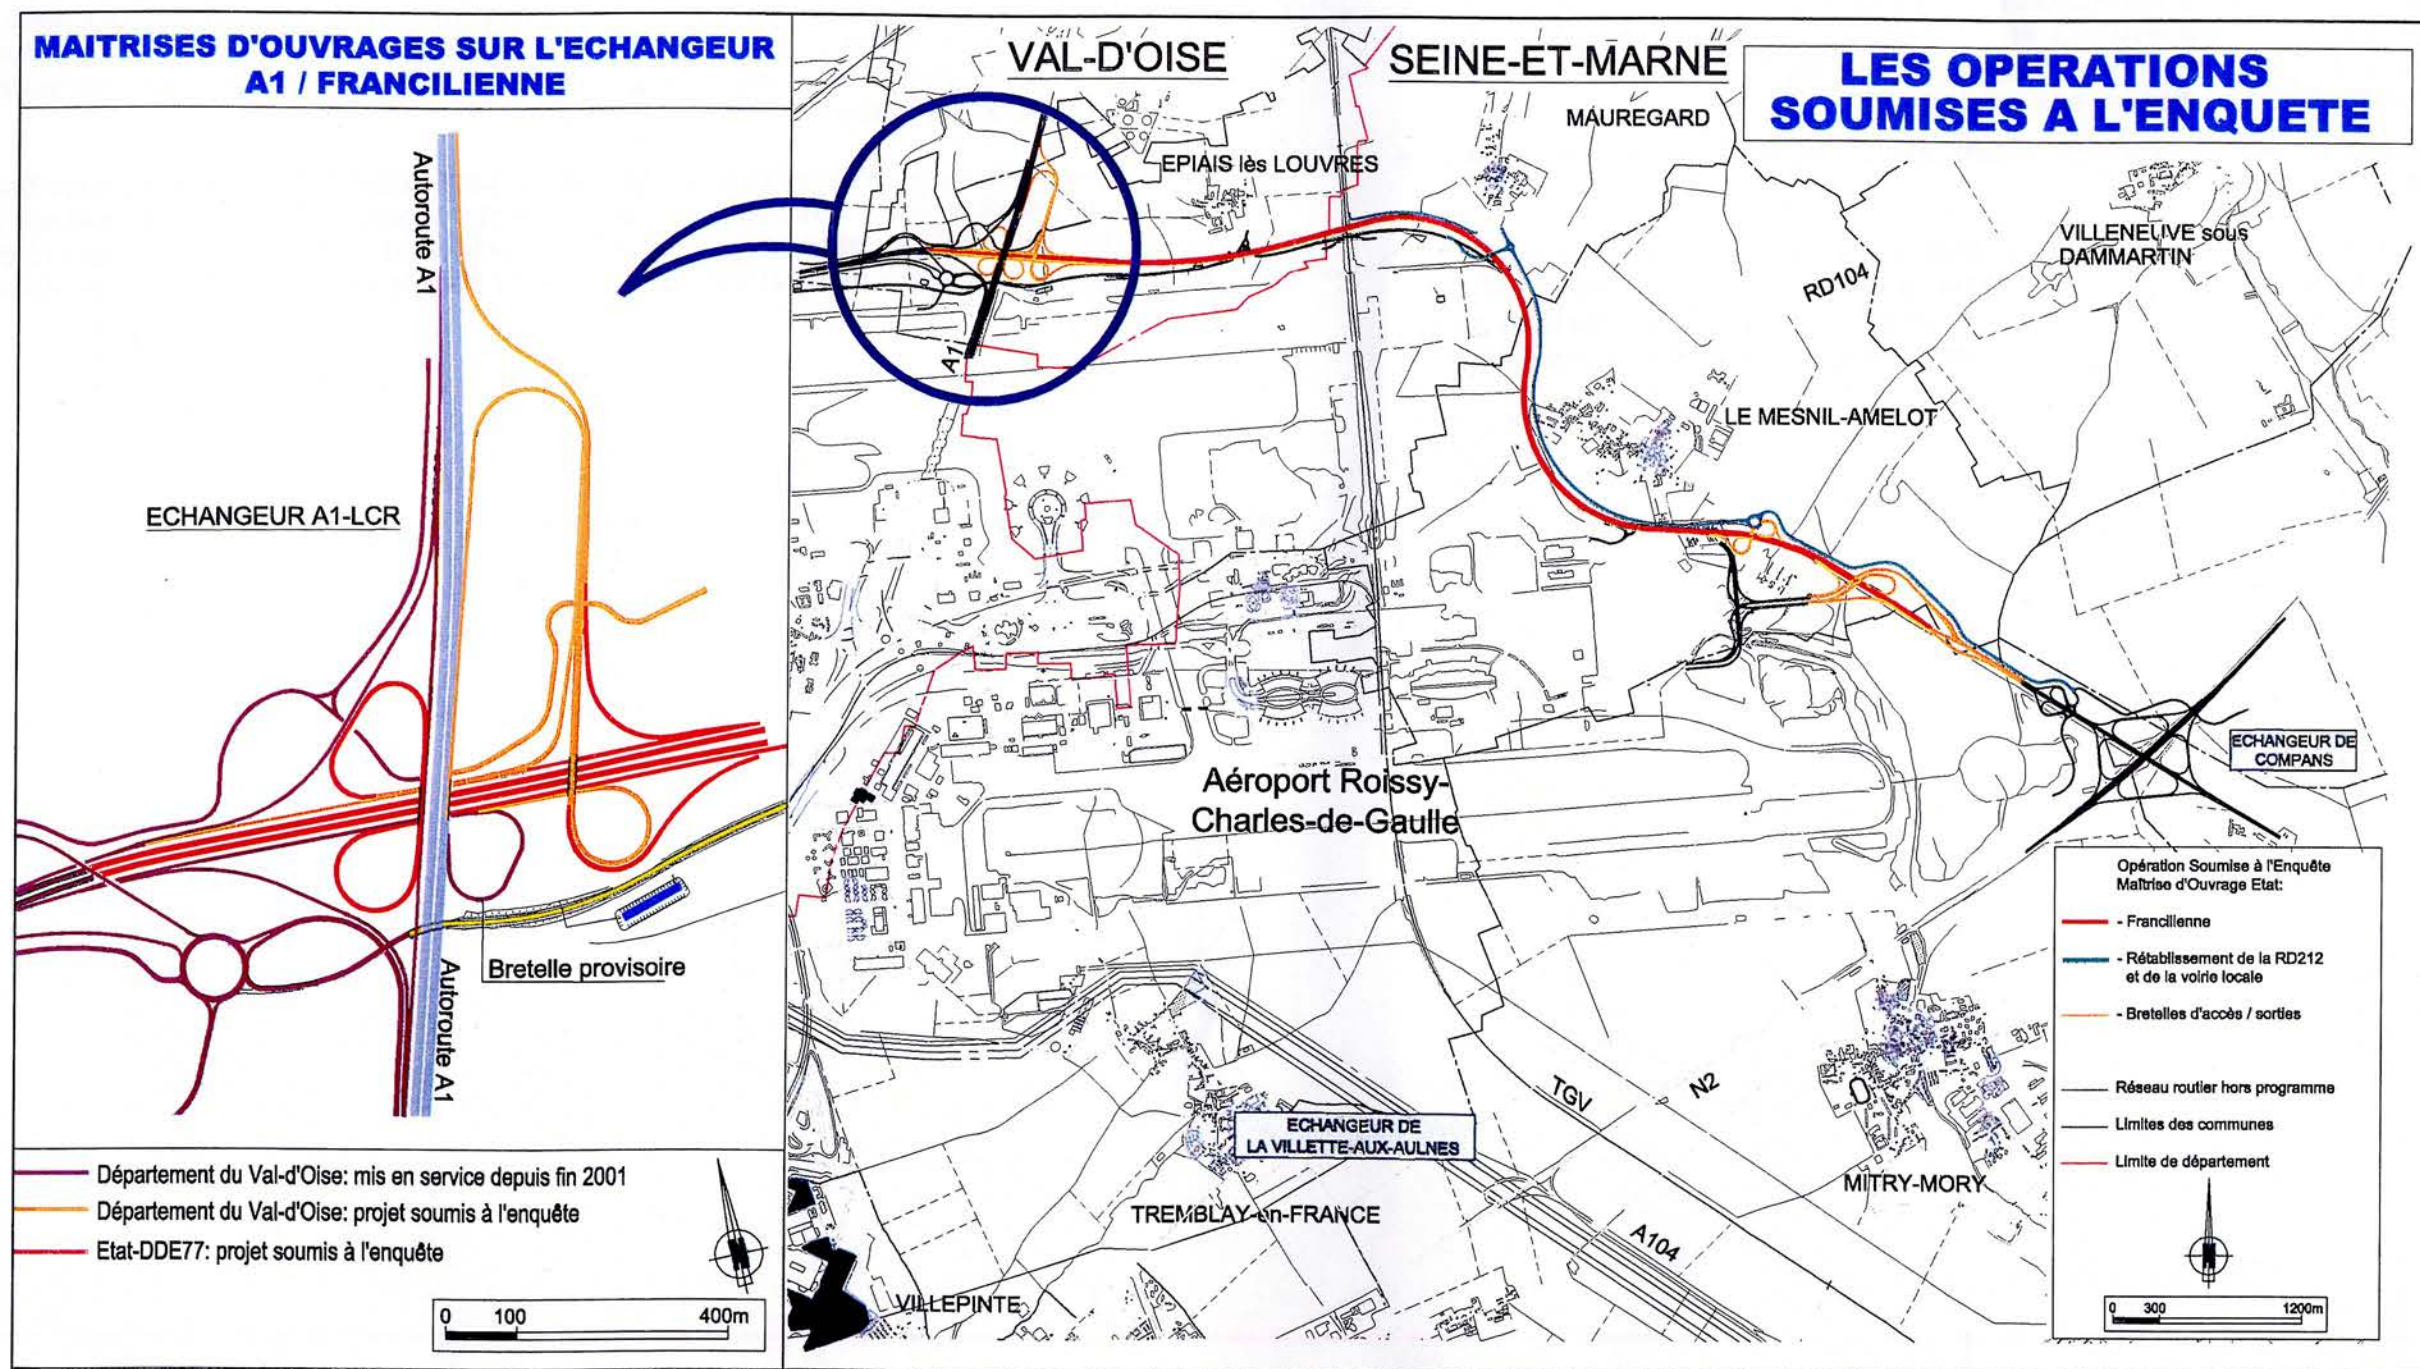 MAITRISES D'OUVRAGES SUR L'ECHANGEUR
A1 / FRANCILIENNE
Autoroute A1
ECHANGEUR A1-LCR
Bretelle provisoire
Autoroute A1
Département du Val-d'Oise: mis en service depuis fin 2001
Département du Val-d'Oise: projet soumis à l'enquête
Etat-DDE77: projet soumis à l'enquête
0 100 400m
VAL-D'OISE
SEINE-ET-MARNE
LES OPERATIONS
SOUMISES A L'ENQUETE
MAUREGARD
EPIAIS lès LOUVRES
VILLENEUVE sous
DAMMARTIN
RD104
A1
LE MESNIL-AMELOT
ECHANGEUR DE
COMPANS
Aéroport Roissy-
Charles-de-Gaulle
TGV
N2
ECHANGEUR DE
LA VILLETTE-AUX-AULNES
MITRY-MORY
TREMBLAY-en-FRANCE
A104
VILLEPINTE
Opération Soumise à l'Enquête
Maîtrise d'Ouvrage Etat:
- Francilienne
- Rétablissement de la RD212
et de la voirie locale
- Bretelles d'accès / sorties
Réseau routier hors programme
Limites des communes
Limite de département
0 300 1200m